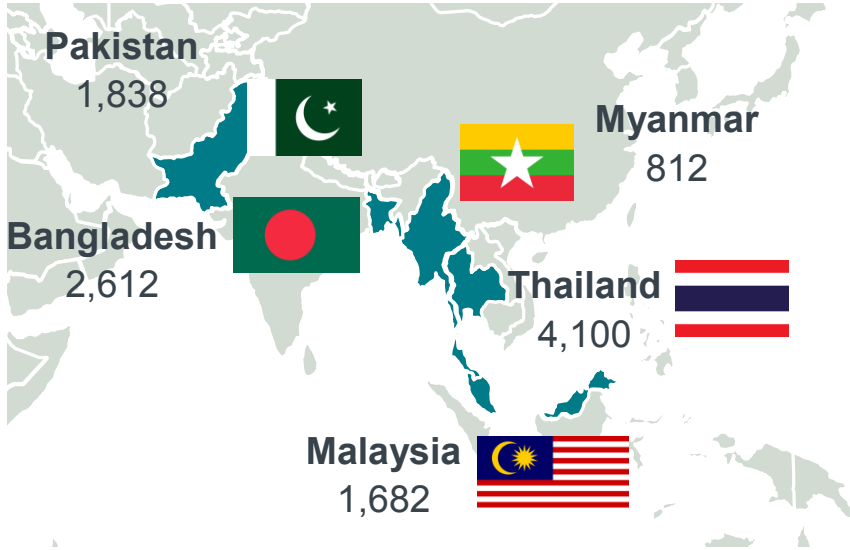 Pakistan
1,838
Myanmar
812
Bangladesh
2,612
Thailand
4,100
Malaysia
1,682